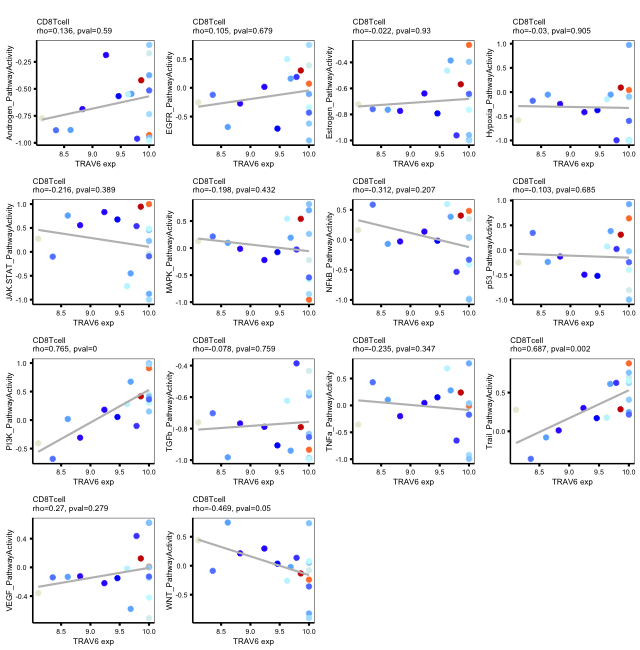 CD8Tcell
rho=0.136, pval=0.59
Androgen_PathwayActivity
-0.25
-0.50
-0.75
-1.00
8.5 9.0 9.5 10.0
TRAV6 exp
CD8Tcell
rho=0.105, pval=0.679
EGFR_PathwayActivity
0.5
0.0
-0.5
-1.0
8.5 9.0 9.5 10.0
TRAV6 exp
CD8Tcell
rho=-0.022, pval=0.93
Estrogen_PathwayActivity
-0.4
-0.6
-0.8
-1.0
8.5 9.0 9.5 10.0
TRAV6 exp
CD8Tcell
rho=-0.03, pval=0.905
Hypoxia_PathwayActivity
1.0
0.5
0.0
-0.5
-1.0
8.5 9.0 9.5 10.0
TRAV6 exp
CD8Tcell
rho=-0.216, pval=0.389
JAK.STAT_PathwayActivity
1.0
0.5
0.0
-0.5
-1.0
8.5 9.0 9.5 10.0
TRAV6 exp
CD8Tcell
rho=-0.198, pval=0.432
MAPK_PathwayActivity
0.5
0.0
-0.5
-1.0
8.5 9.0 9.5 10.0
TRAV6 exp
CD8Tcell
rho=-0.312, pval=0.207
NFkB_PathwayActivity
0.5
0.0
-0.5
-1.0
8.5 9.0 9.5 10.0
TRAV6 exp
CD8Tcell
rho=-0.103, pval=0.685
p53_PathwayActivity
1.0
0.5
0.0
-0.5
-1.0
8.5 9.0 9.5 10.0
TRAV6 exp
CD8Tcell
rho=0.765, pval=0
PI3K_PathwayActivity
1.0
0.5
0.0
-0.5
8.5 9.0 9.5 10.0
TRAV6 exp
CD8Tcell
rho=-0.078, pval=0.759
TGFb_PathwayActivity
-0.4
-0.6
-0.8
-1.0
8.5 9.0 9.5 10.0
TRAV6 exp
CD8Tcell
rho=-0.235, pval=0.347
TNFa_PathwayActivity
0.5
0.0
-0.5
-1.0
8.5 9.0 9.5 10.0
TRAV6 exp
CD8Tcell
rho=0.687, pval=0.002
Trail_PathwayActivity
0.5
0.0
8.5 9.0 9.5 10.0
TRAV6 exp
CD8Tcell
rho=0.27, pval=0.279
VEGF_PathwayActivity
0.4
0.0
-0.4
8.5 9.0 9.5 10.0
TRAV6 exp
CD8Tcell
rho=-0.469, pval=0.05
WNT_PathwayActivity
0.5
0.0
-0.5
8.5 9.0 9.5 10.0
TRAV6 exp